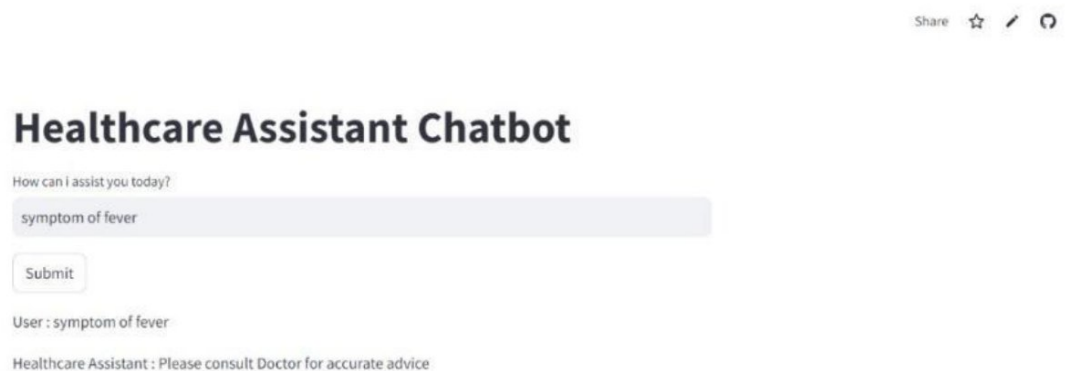 Share
Healthcare Assistant Chatbot
How can i assist you today?
symptom of fever
Submit
User : symptom of fever
Healthcare Assistant : Please consult Doctor for accurate advice